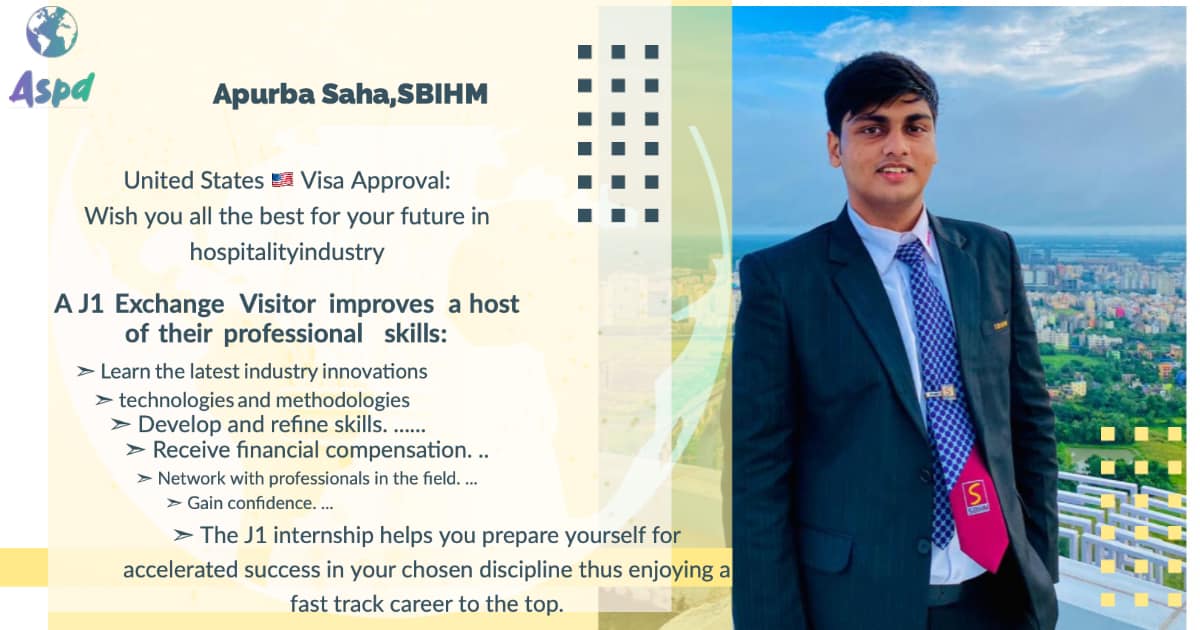 Aspd
Apurba Saha,SBIHM
United States 🇺🇸 Visa Approval:
Wish you all the best for your future in
hospitalityindustry
A J1 Exchange Visitor improves a host
of their professional skills:
➣ Learn the latest industry innovations
➣ technologies and methodologies
➣ Develop and refine skills. ......
➣ Receive financial compensation. ..
➣ Network with professionals in the field. ...
➣ Gain confidence. ...
➣ The J1 internship helps you prepare yourself for
accelerated success in your chosen discipline thus enjoying a
fast track career to the top.
SBIHM
S
SBIHM